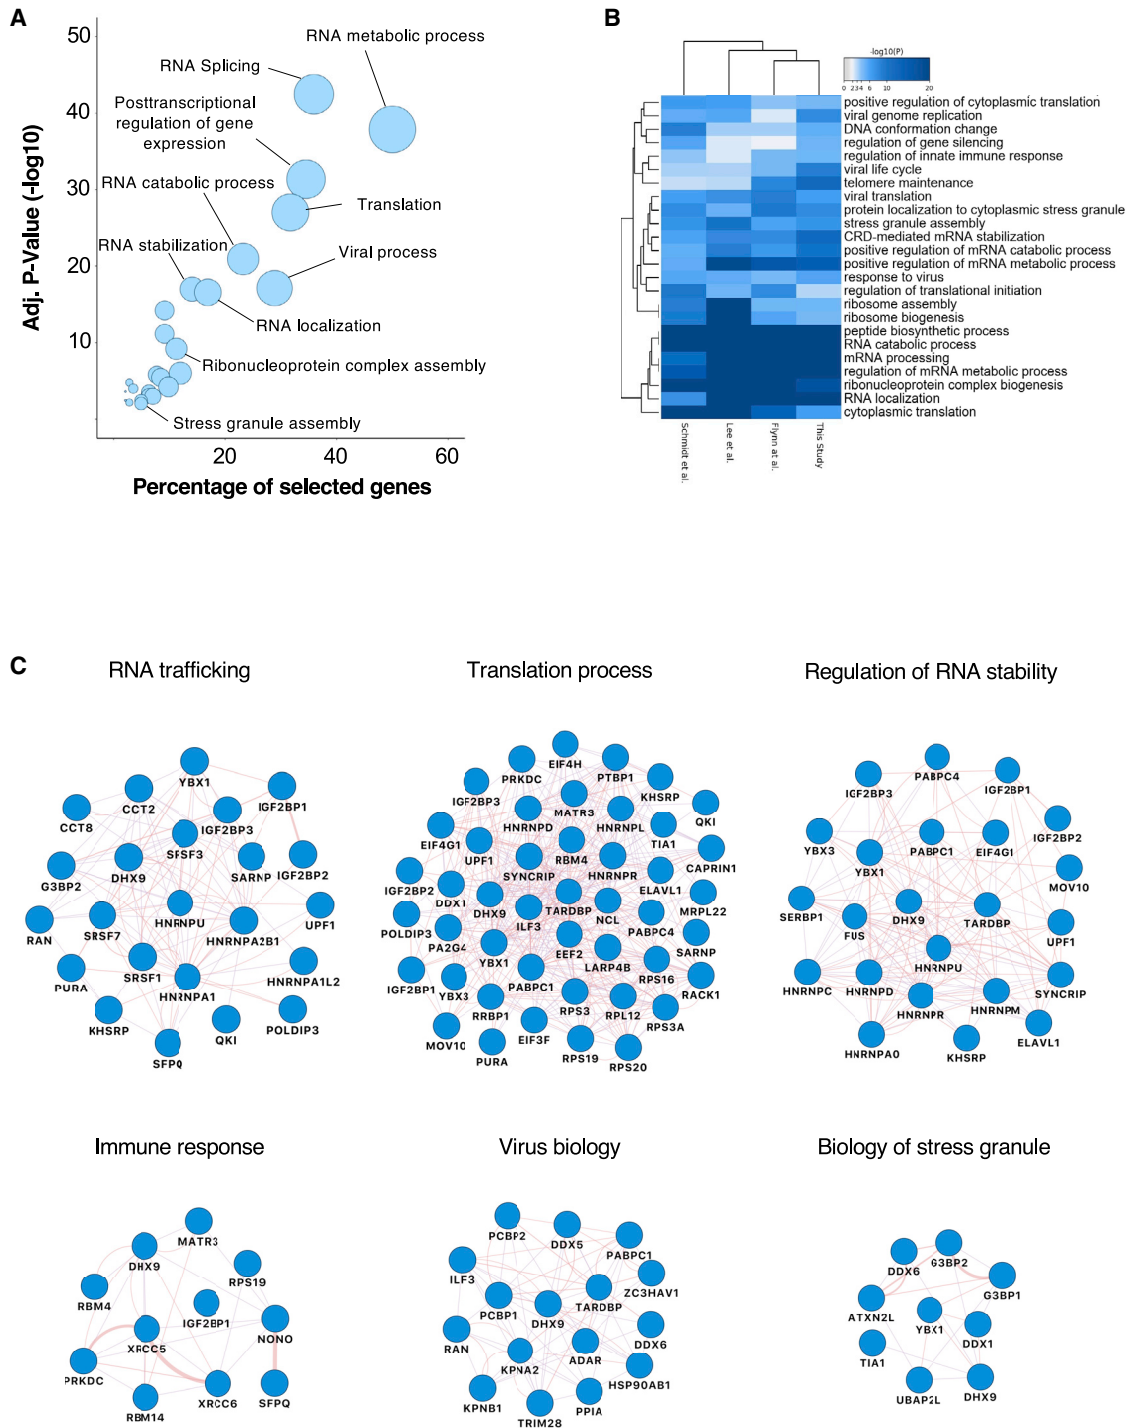 A
50
40
30
20
10
Adj. P-Value (-log10)
RNA metabolic process
RNA Splicing
Posttranscriptional
regulation of gene
expression
RNA catabolic process
Translation
RNA stabilization
Viral process
RNA localization
Ribonucleoprotein complex assembly
Stress granule assembly
20
40
60
Percentage of selected genes
B
-log10(P)
0 2 3 4 6 10 20
positive regulation of cytoplasmic translation
viral genome replication
DNA conformation change
regulation of gene silencing
regulation of innate immune response
viral life cycle
telomere maintenance
viral translation
protein localization to cytoplasmic stress granule
stress granule assembly
CRD-mediated mRNA stabilization
positive regulation of mRNA catabolic process
positive regulation of mRNA metabolic process
response to virus
regulation of translational initiation
ribosome assembly
ribosome biogenesis
peptide biosynthetic process
RNA catabolic process
mRNA processing
regulation of mRNA metabolic process
ribonucleoprotein complex biogenesis
RNA localization
cytoplasmic translation
Schmidt et al.
Lee et al.
Flynn at al.
This Study
C
RNA trafficking
YBX1
CCT2
IGF2BP1
CCT8
IGF2BP3
SRSF3
G3BP2
DHX9
SARNP
IGF2BP2
HNRNPU
RAN
SRSF7
HNRNPA2B1
UPF1
SRSF1
PURA
HNRNPA1
HNRNPA1L2
KHSRP
QKI
POLDIP3
SFPQ
Translation process
EIF4H
PRKDC
PTBP1
IGF2BP3
MATR3
KHSRP
HNRNPD
HNRNPL
QKI
EIF4G1
UPF1
TIA1
SYNCRIP
RBM4
HNRNPR
CAPRIN1
IGF2BP2
DDX1
ELAVL1
DHX9
TARDBP
NCL
MRPL22
POLDIP3
PA2G4
ILF3
PABPC4
SARNP
YBX1
EEF2
LARP4B
IGF2BP1
YBX3
PABPC1
RPS16
RACK1
RRBP1
RPS3
RPL12
RPS3A
MOV10
PURA
EIF3F
RPS19
RPS20
Regulation of RNA stability
PABPC4
IGF2BP3
IGF2BP1
YBX3
PABPC1
EIF4G1
IGF2BP2
YBX1
MOV10
SERBP1
FUS
DHX9
TARDBP
UPF1
HNRNPU
HNRNPC
HNRNPD
HNRNPR
HNRNPM
SYNCRIP
HNRNPA0
KHSRP
ELAVL1
Immune response
MATR3
DHX9
RPS19
RBM4
IGF2BP1
XRCC5
NONO
PRKDC
RBM14
XRCC6
SFPQ
Virus biology
PCBP2
DDX5
PABPC1
ILF3
ZC3HAV1
PCBP1
TARDBP
DHX9
RAN
DDX6
KPNA2
ADAR
HSP90AB1
KPNB1
TRIM28
PPIA
Biology of stress granule
DDX6
G3BP2
G3BP1
ATXN2L
YBX1
DDX1
TIA1
UBAP2L
DHX9